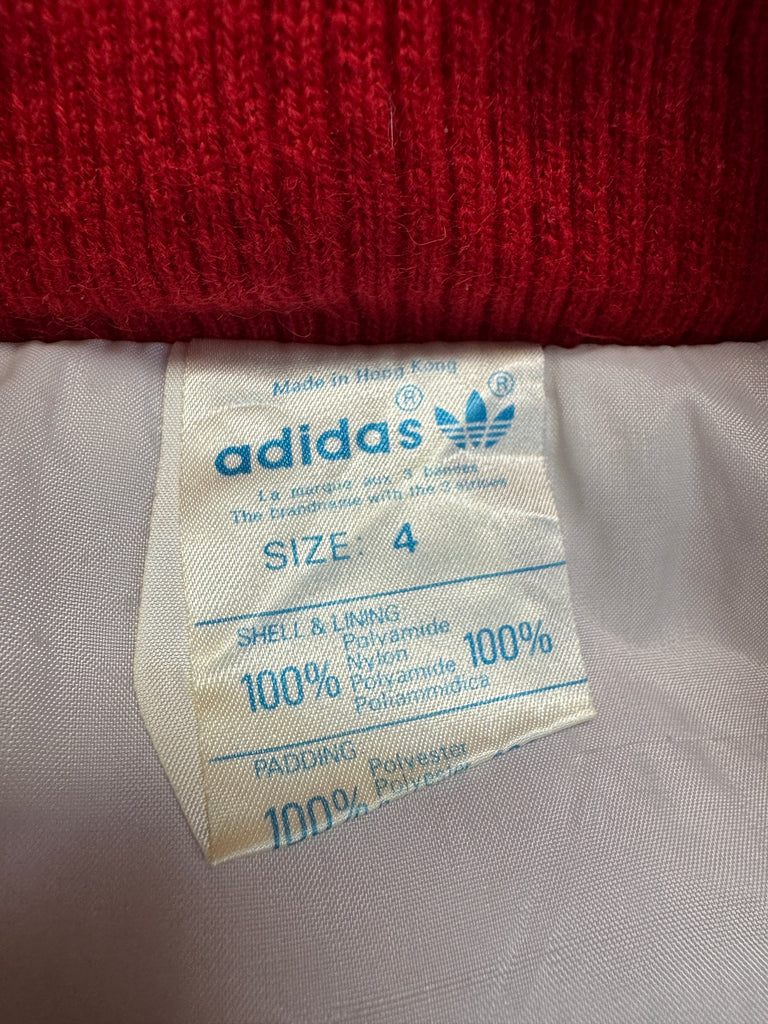 Made in Hong Kong
adidas® ®
La marque aux 3 bandes
The brandname with the 3 stripes
SIZE: 4
SHELL & LINING
100% Polyamide 100%
Nylon
Polyamide
Poliammidica
PADDING Polyester
100% Polyester